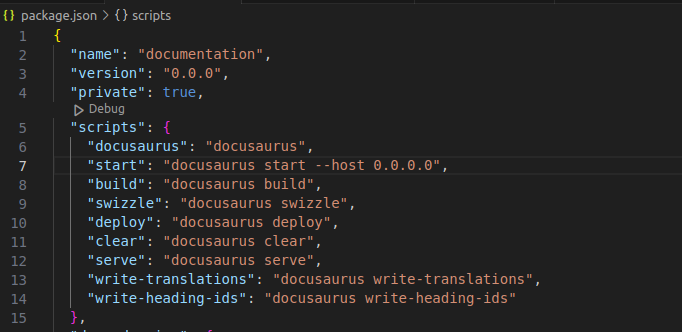 {} package.json > {} scripts
1 {
2 "name": "documentation",
3 "version": "0.0.0",
4 "private": true,
Debug
5 "scripts": {
6 "docusaurus": "docusaurus",
7 "start": "docusaurus start --host 0.0.0.0",
8 "build": "docusaurus build",
9 "swizzle": "docusaurus swizzle",
10 "deploy": "docusaurus deploy",
11 "clear": "docusaurus clear",
12 "serve": "docusaurus serve",
13 "write-translations": "docusaurus write-translations",
14 "write-heading-ids": "docusaurus write-heading-ids"
15 },